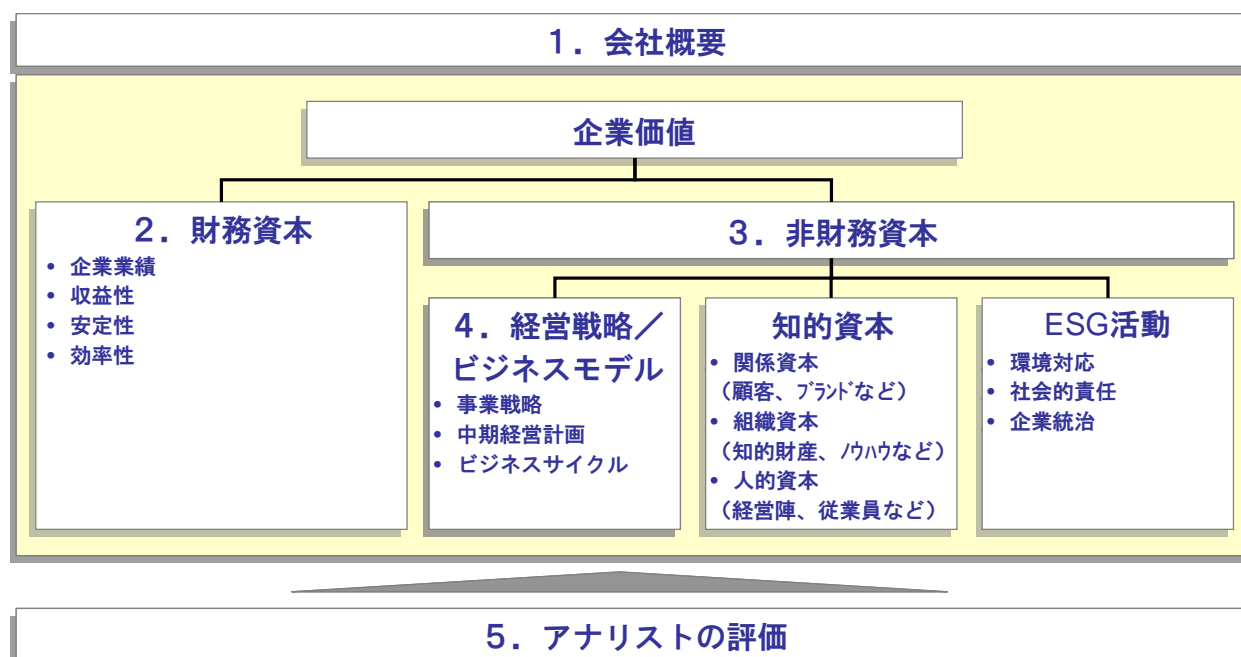 １．会社概要
企業価値
２．財務資本
• 企業業績
• 収益性
• 安定性
• 効率性
３．非財務資本
４．経営戦略／
ビジネスモデル
• 事業戦略
• 中期経営計画
• ビジネスサイクル
知的資本
• 関係資本
（顧客、ﾌﾞﾗﾝﾄﾞなど）
• 組織資本
（知的財産、ﾉｳﾊｳなど）
• 人的資本
（経営陣、従業員など）
ESG活動
• 環境対応
• 社会的責任
• 企業統治
５．アナリストの評価